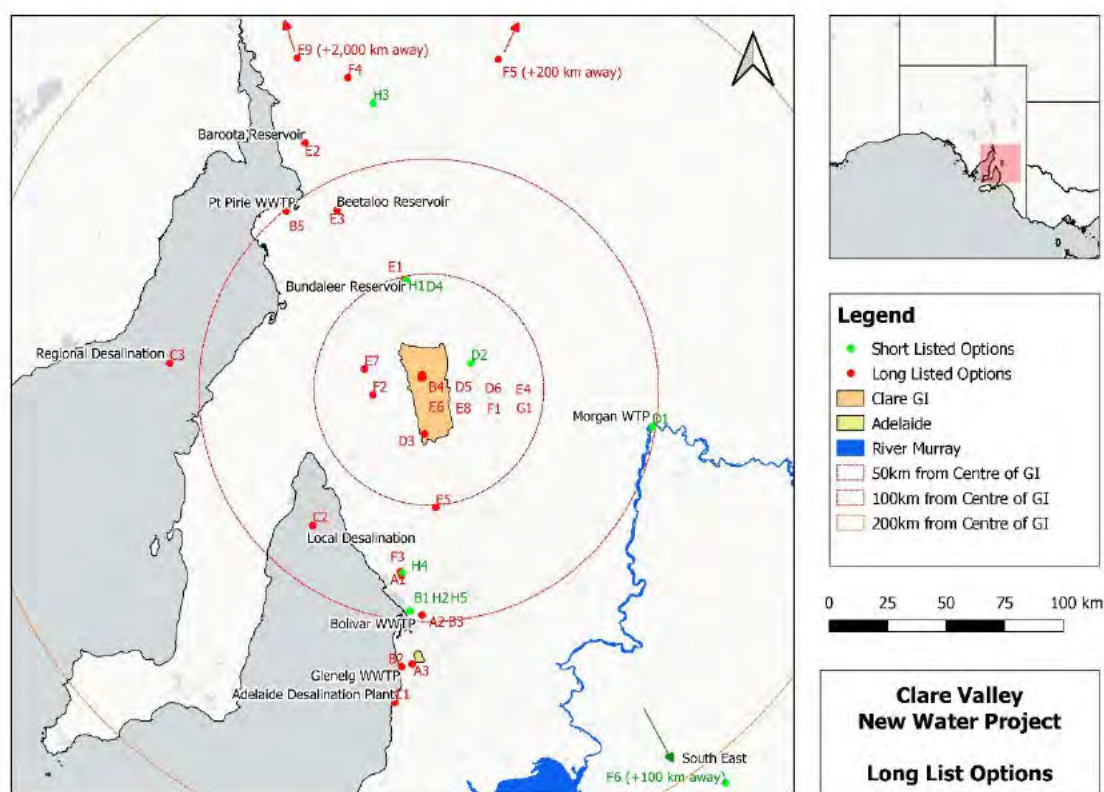 E9 (+2,000 km away)
F4
F5 (+200 km away)
H3
Baroota Reservoir
E2
Pt Pirie WWTP
B5
Beetaloo Reservoir
E3
E1
Bundaleer Reservoir H1 D4
Regional Desalination
C3
E7
D2
F2
B4 D5 D6 E4
E6 E8 F1 G1
D3
Morgan WTP D1
E5
C2
Local Desalination
F3
H4
A1
B1 H2 H5
Bolivar WWTP
A2 B3
B2
Glenelg WWTP
A3
Adelaide Desalination Plant
C1
South East
F6 (+100 km away)
Legend
Short Listed Options
Long Listed Options
Clare GI
Adelaide
River Murray
50km from Centre of GI
100km from Centre of GI
200km from Centre of GI
0 25 50 75 100 km
Clare Valley
New Water Project
Long List Options